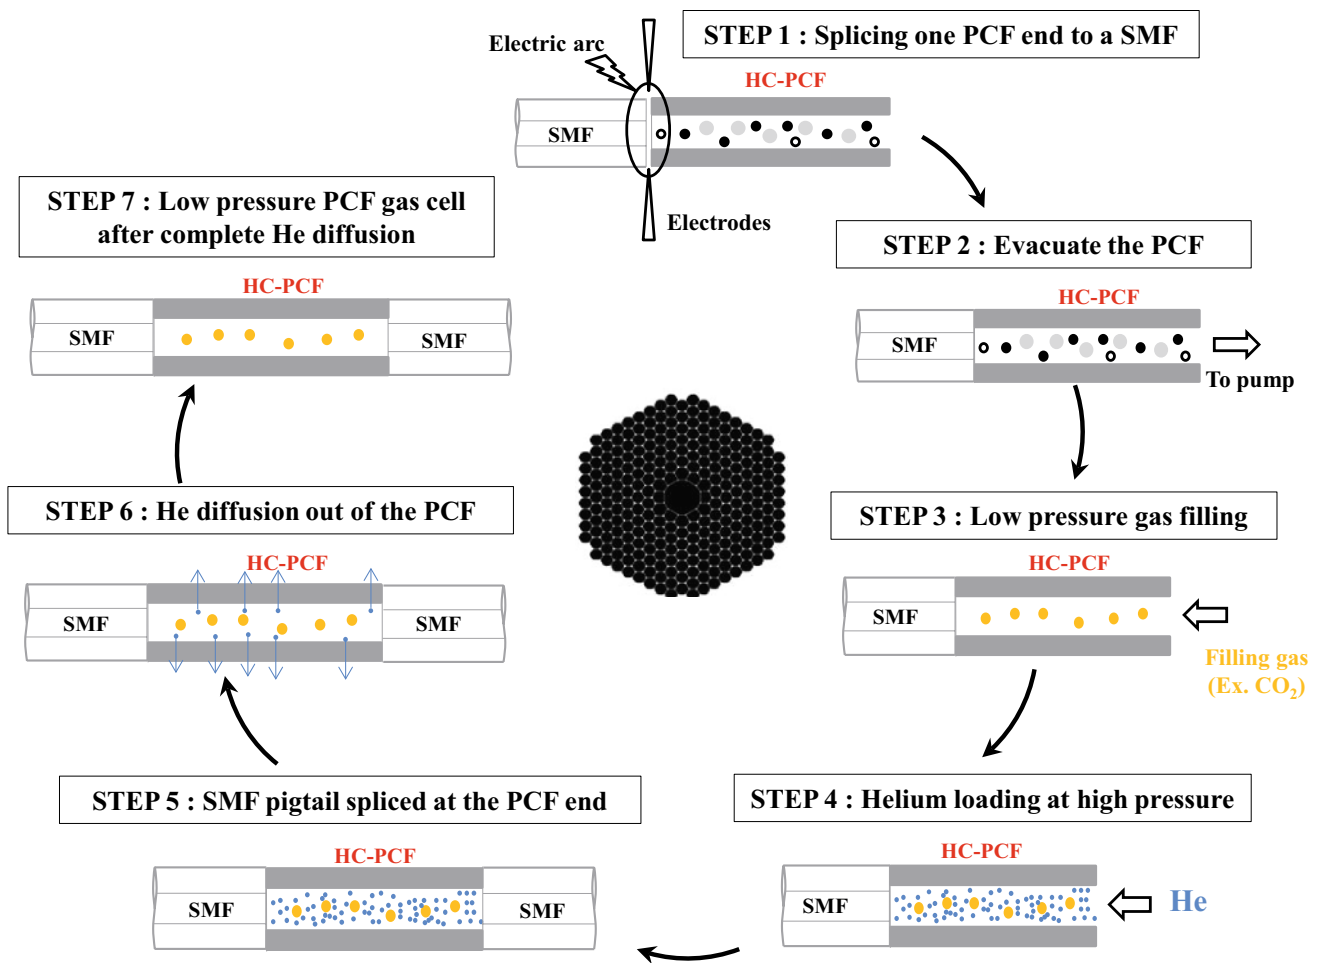 STEP 1 : Splicing one PCF end to a SMF
Electric arc
HC-PCF
SMF
Electrodes
STEP 2 : Evacuate the PCF
HC-PCF
SMF
To pump
STEP 3 : Low pressure gas filling
HC-PCF
SMF
Filling gas
(Ex. CO₂)
STEP 4 : Helium loading at high pressure
HC-PCF
SMF
He
STEP 5 : SMF pigtail spliced at the PCF end
HC-PCF
SMF
SMF
STEP 6 : He diffusion out of the PCF
HC-PCF
SMF
SMF
STEP 7 : Low pressure PCF gas cell
after complete He diffusion
HC-PCF
SMF
SMF